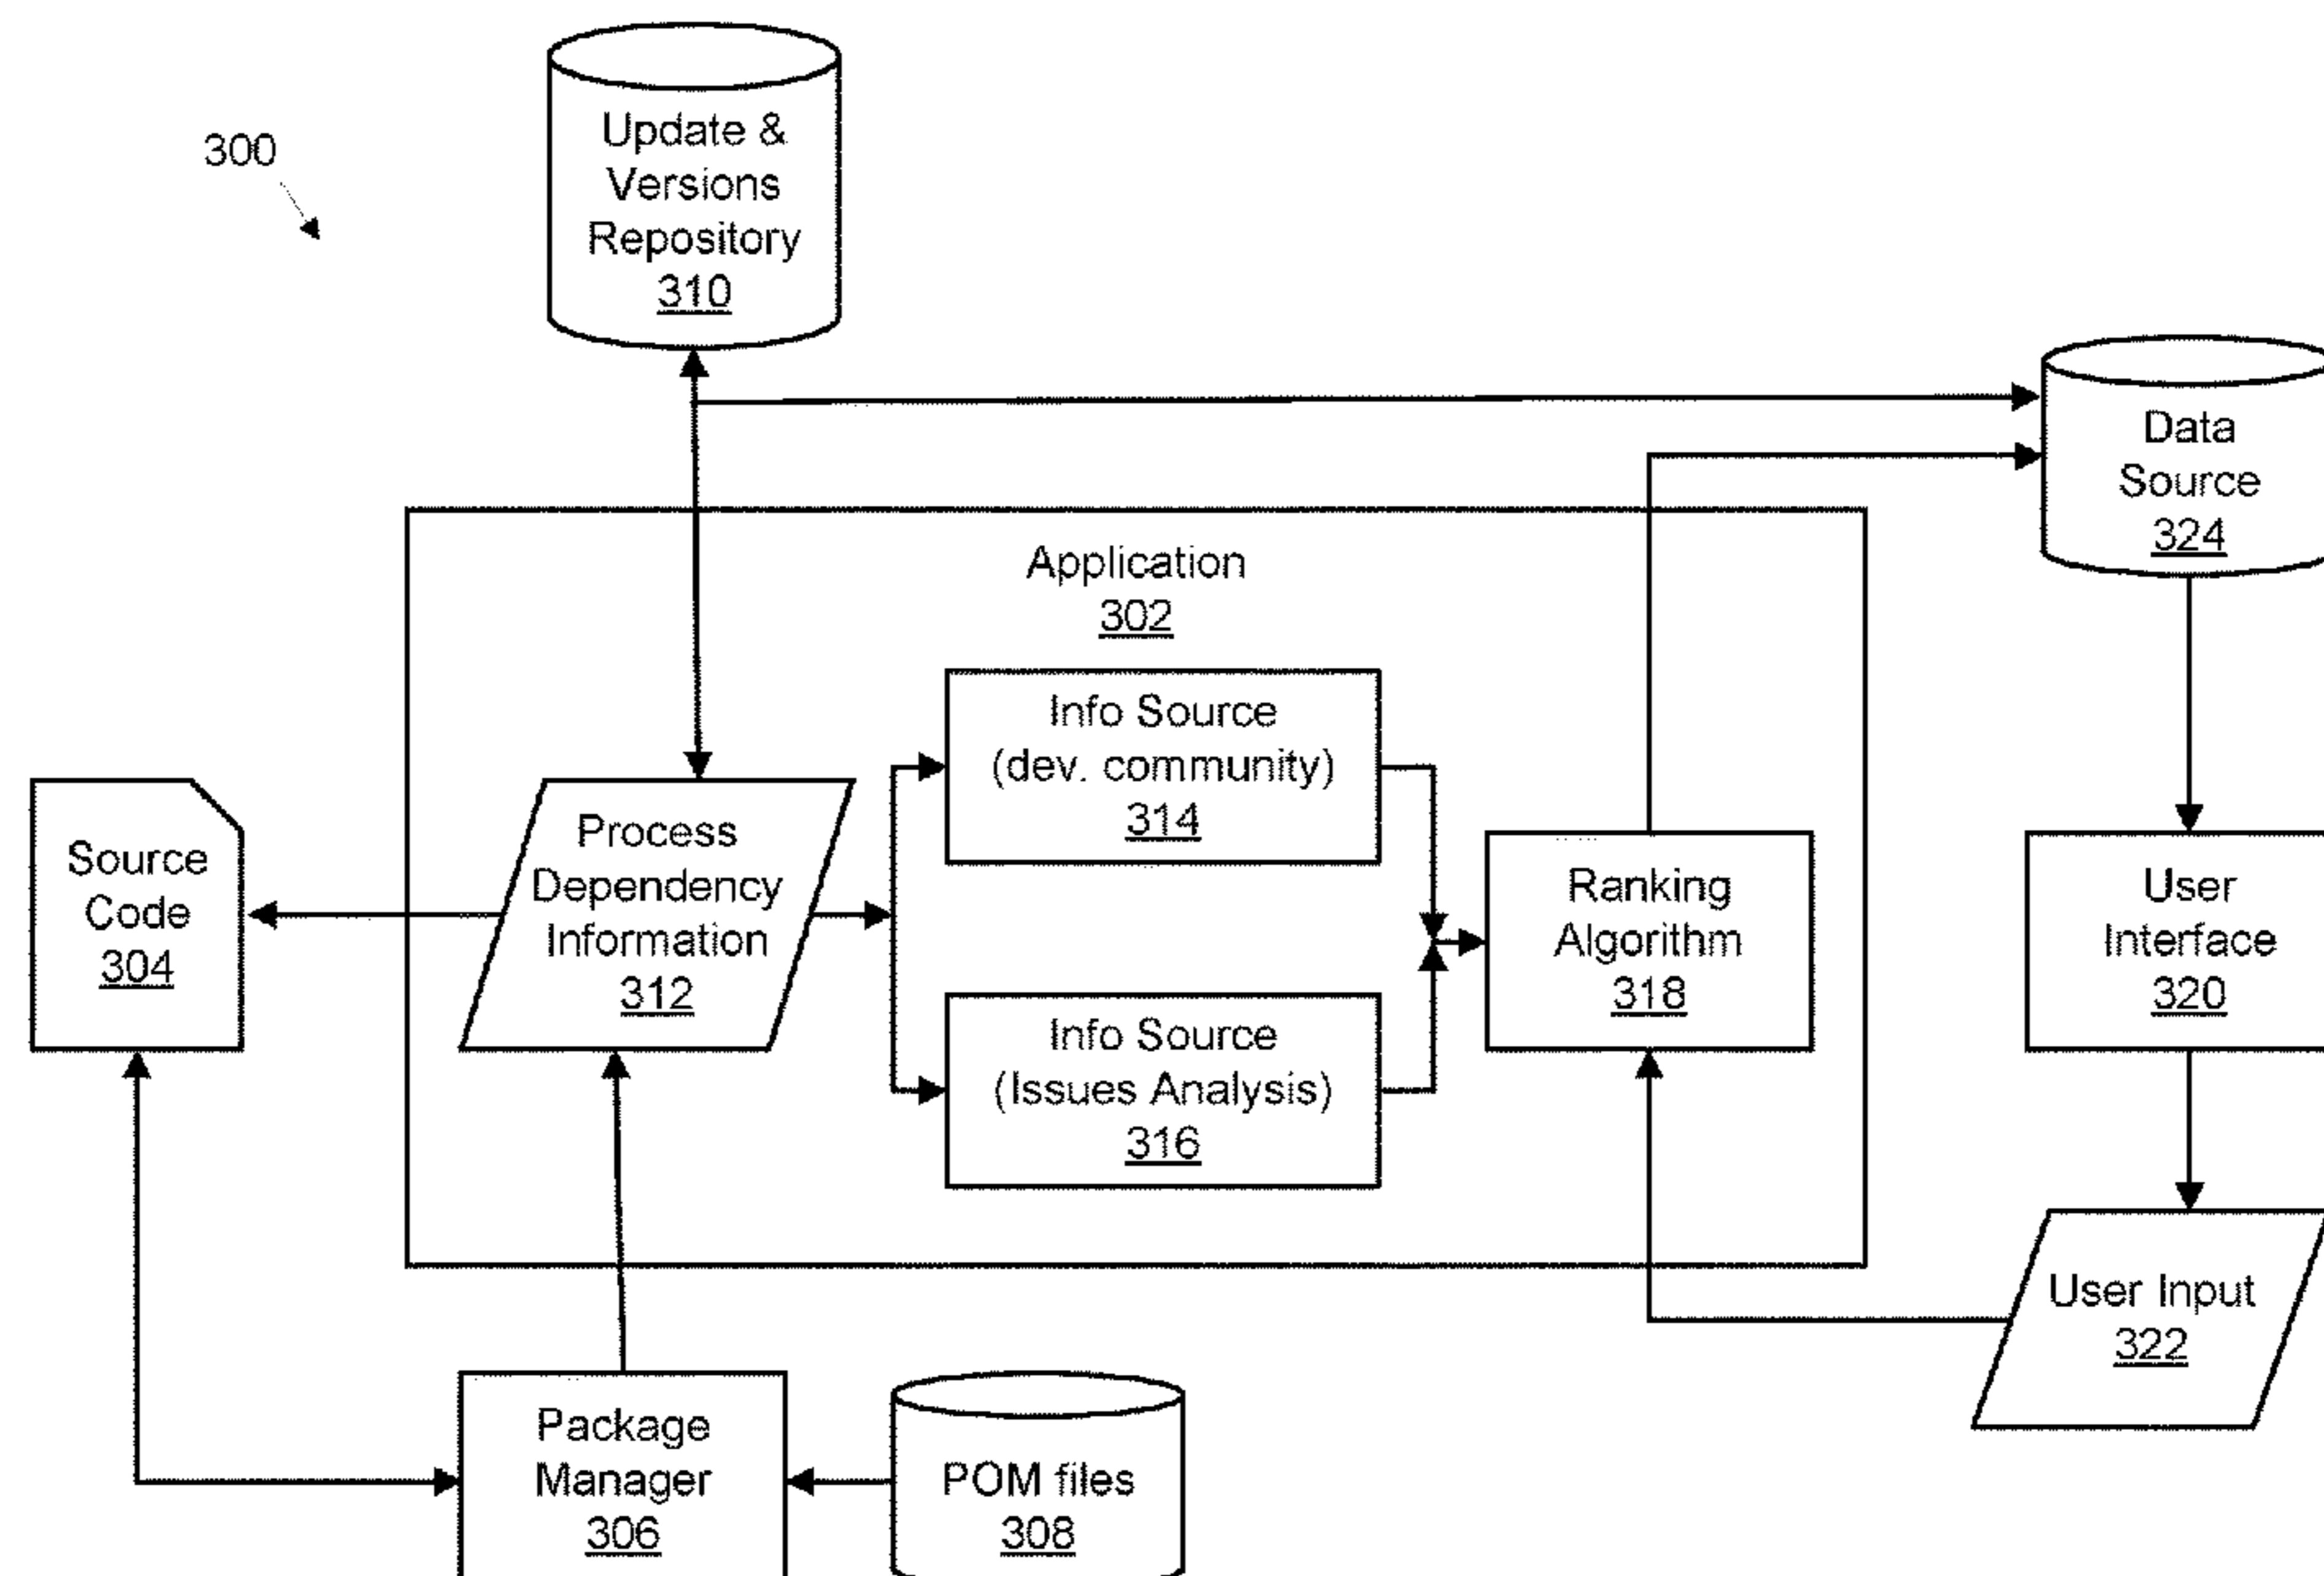 300
Update &
Versions
Repository
310
Data
Source
324
Application
302
Info Source
(dev. community)
314
Source
Code
304
Process
Dependency
Information
312
Ranking
Algorithm
318
User
Interface
320
Info Source
(Issues Analysis)
316
User Input
322
Package
Manager
306
POM files
308